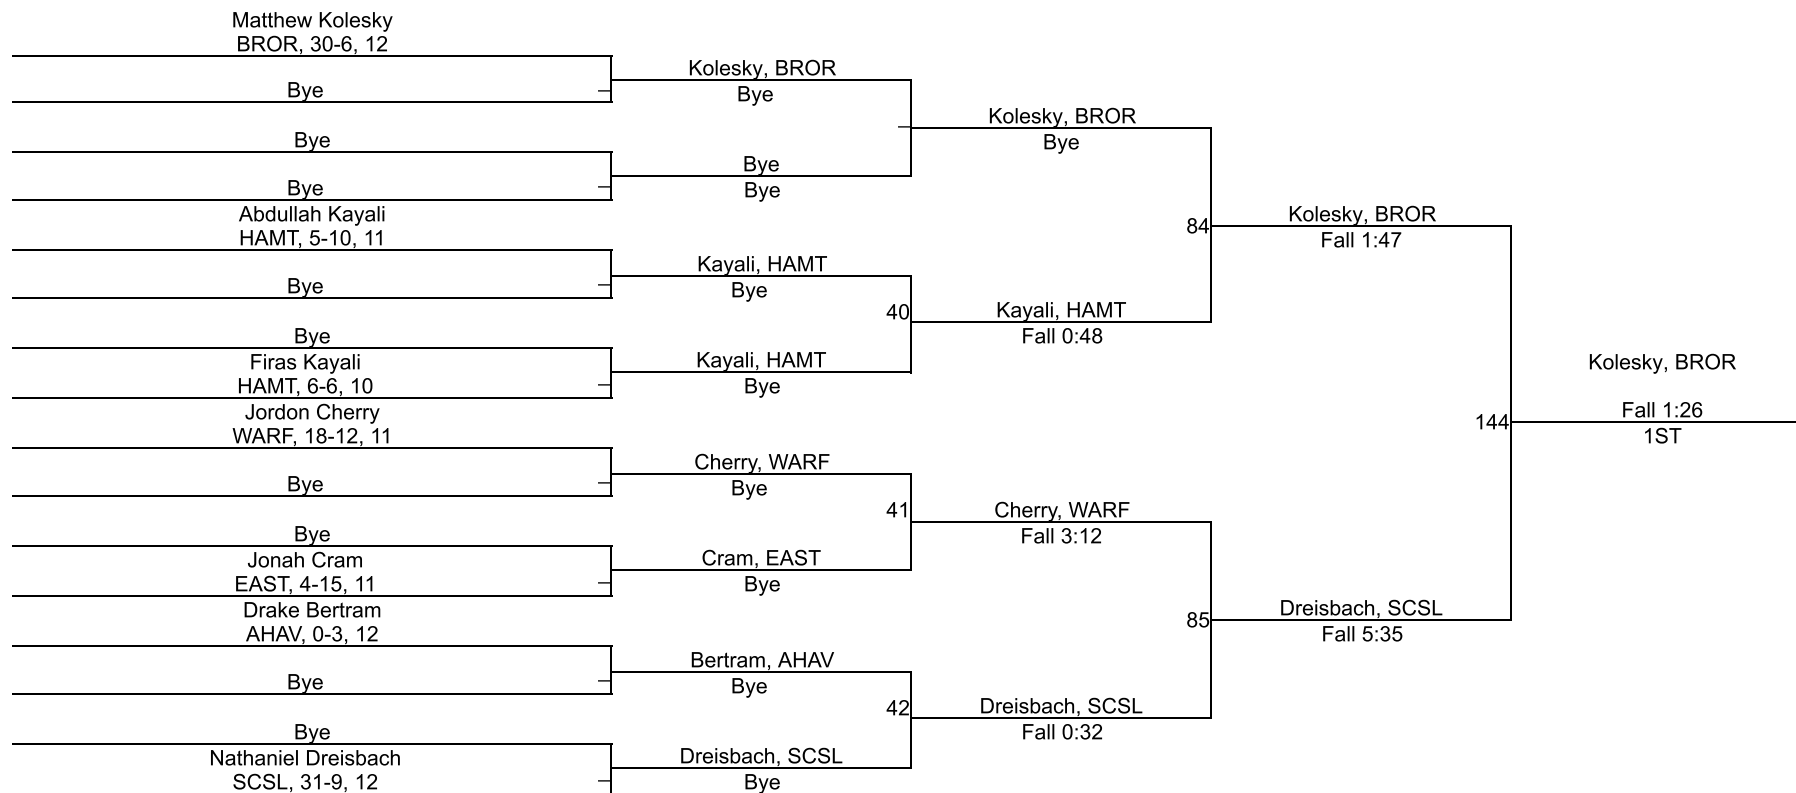 Matthew Kolesky
BROR, 30-6, 12
Bye
Bye
Bye
Abdullah Kayali
HAMT, 5-10, 11
Bye
Bye
Firas Kayali
HAMT, 6-6, 10
Jordon Cherry
WARF, 18-12, 11
Bye
Bye
Jonah Cram
EAST, 4-15, 11
Drake Bertram
AHAV, 0-3, 12
Bye
Bye
Nathaniel Dreisbach
SCSL, 31-9, 12
Kolesky, BROR
Bye
Bye
Bye
Kayali, HAMT
Bye
40
Kayali, HAMT
Bye
Cherry, WARF
Bye
41
Cram, EAST
Bye
Bertram, AHAV
Bye
42
Dreisbach, SCSL
Bye
Kolesky, BROR
Bye
84
Kayali, HAMT
Fall 0:48
Cherry, WARF
Fall 3:12
85
Dreisbach, SCSL
Fall 0:32
Kolesky, BROR
Fall 1:47
144
Dreisbach, SCSL
Fall 5:35
Kolesky, BROR
Fall 1:26
1ST